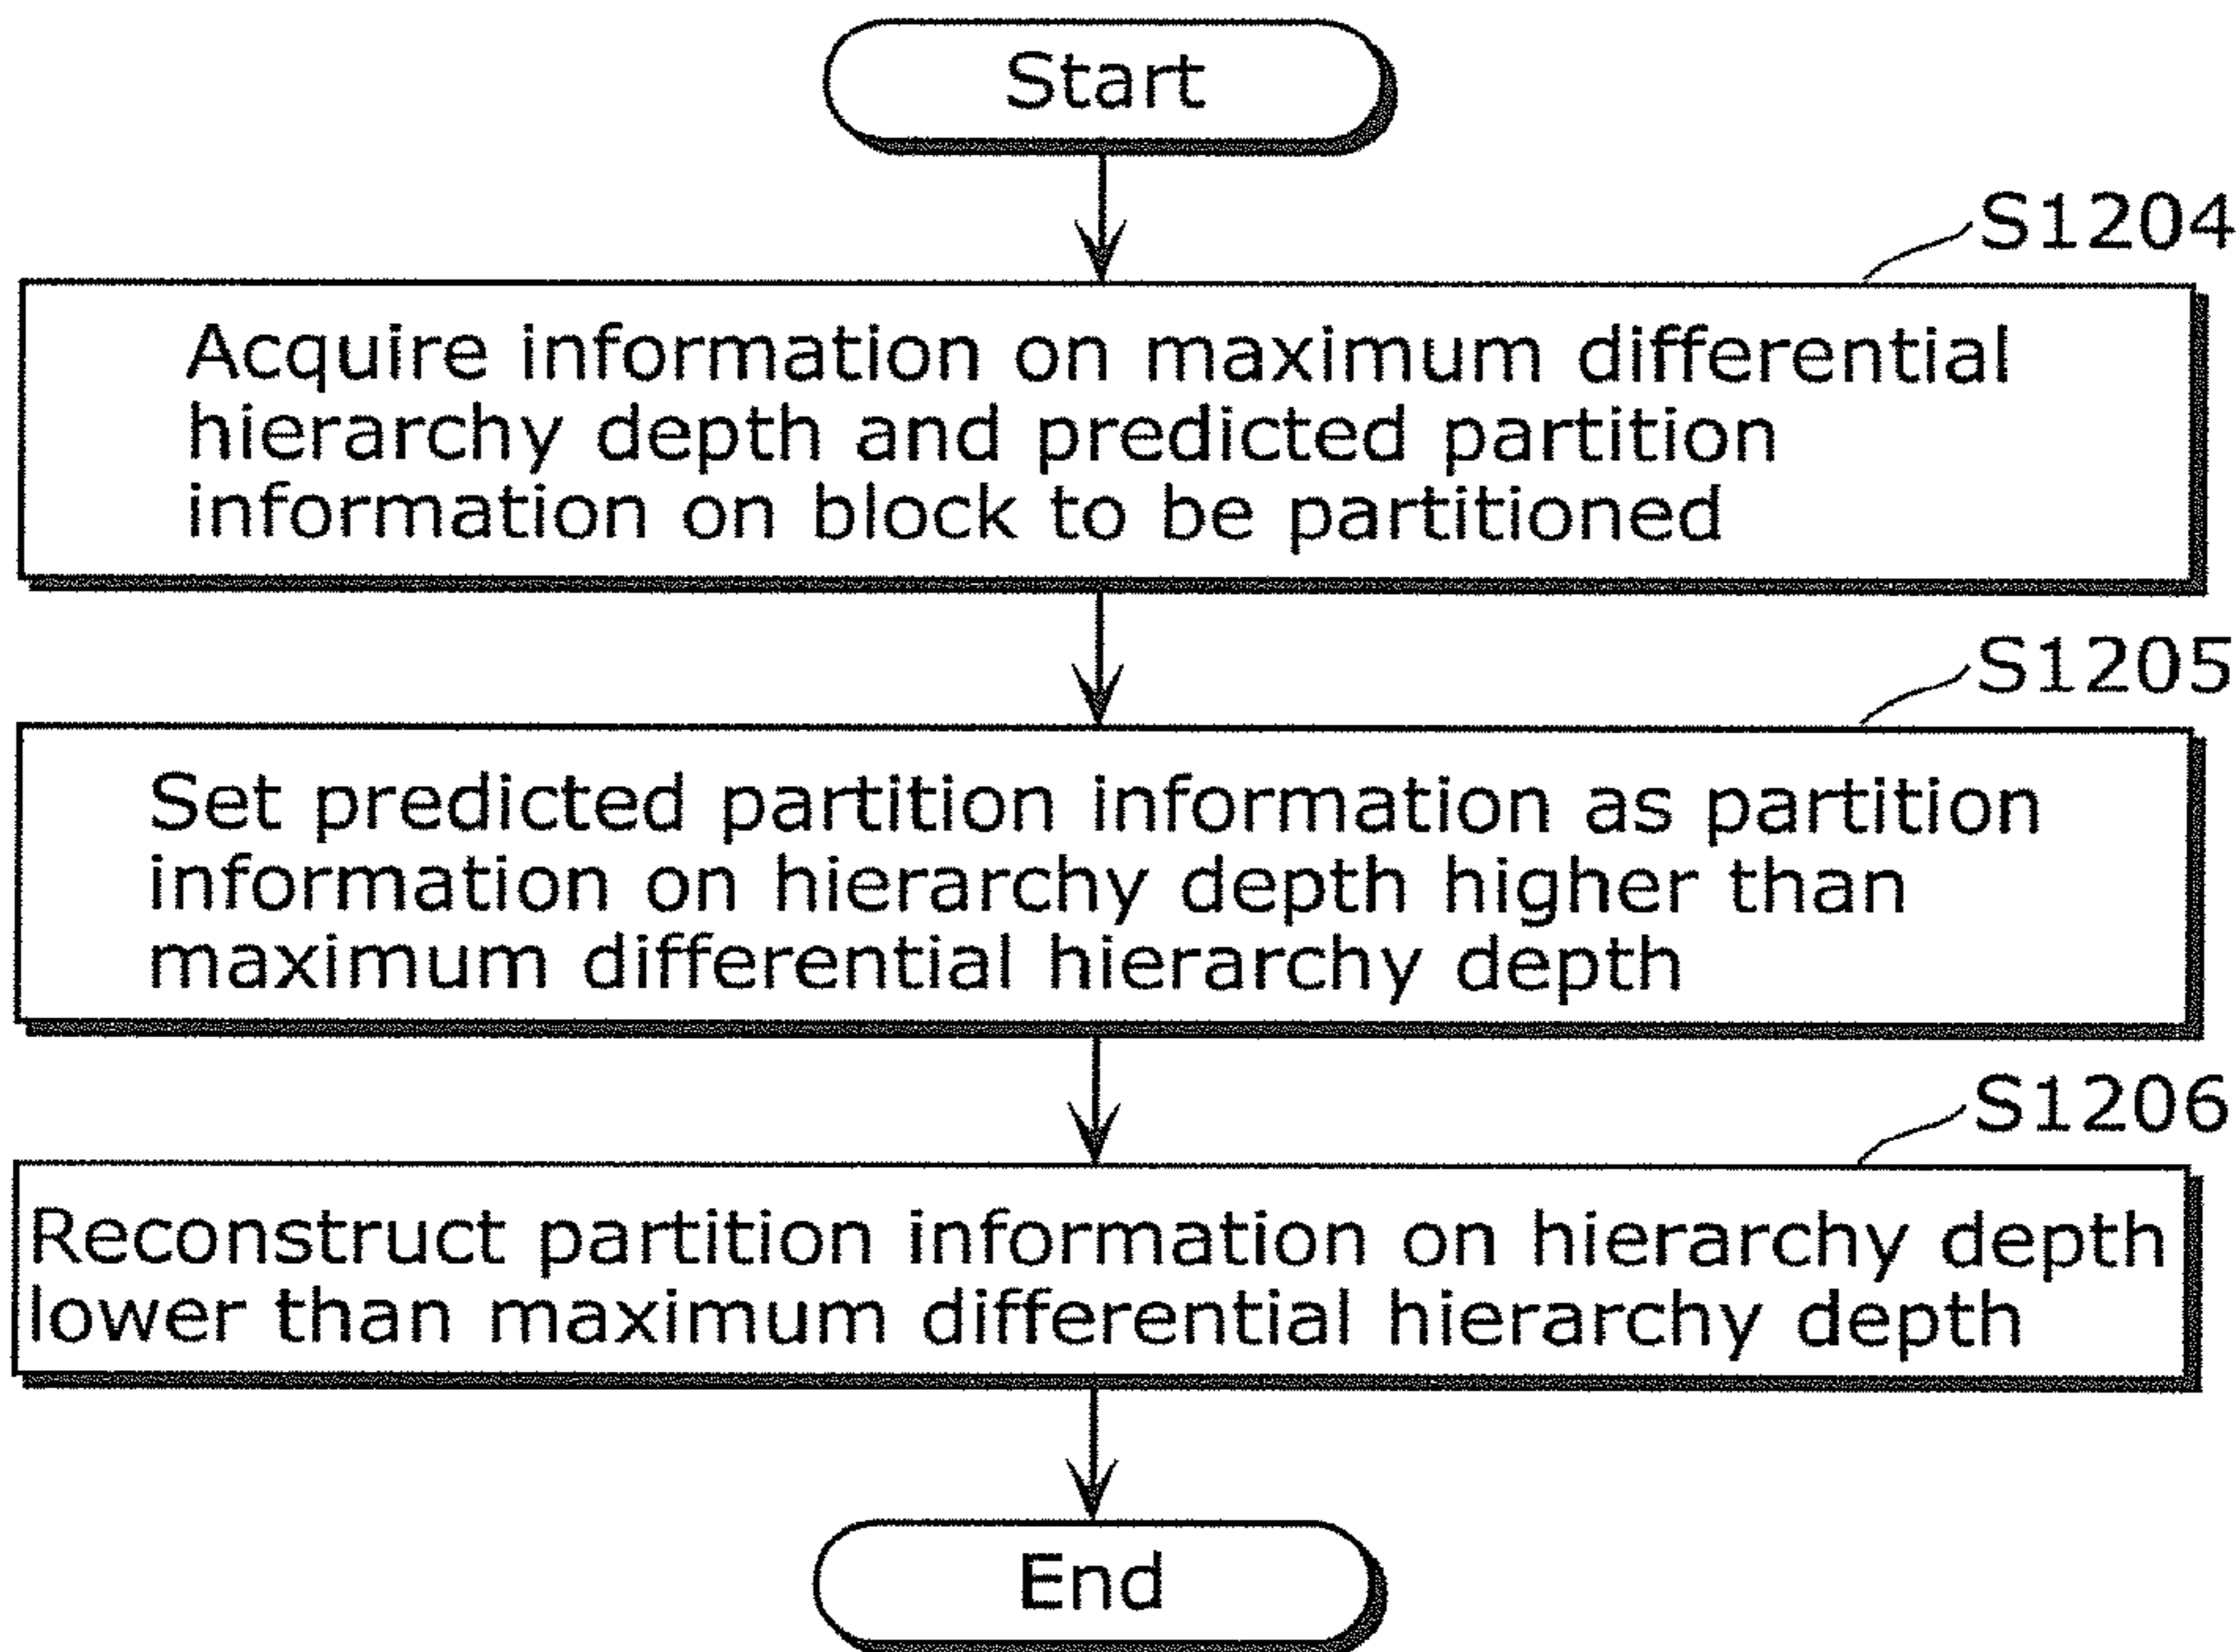 Start
S1204
Acquire information on maximum differential
hierarchy depth and predicted partition
information on block to be partitioned
S1205
Set predicted partition information as partition
information on hierarchy depth higher than
maximum differential hierarchy depth
S1206
Reconstruct partition information on hierarchy depth
lower than maximum differential hierarchy depth
End